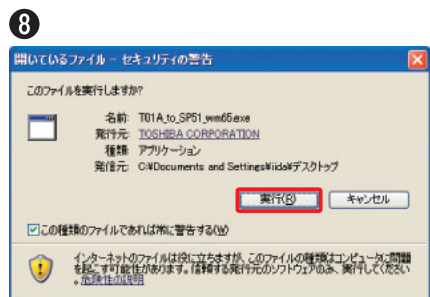 8
開いているファイル - セキュリティの警告
このファイルを実行しますか?
名前: T01A_to_SP51_wm65.exe
発行元: TOSHIBA CORPORATION
種類: アプリケーション
発信元: C:¥Documents and Settings¥iida¥デスクトップ
実行(R) キャンセル
この種類のファイルであれば常に警告する(W)
インターネットのファイルは役に立ちますが、このファイルの種類はコンピュータに問題
を起こす可能性があります。信頼する発行元のソフトウェアのみ、実行してください
。危険性の説明